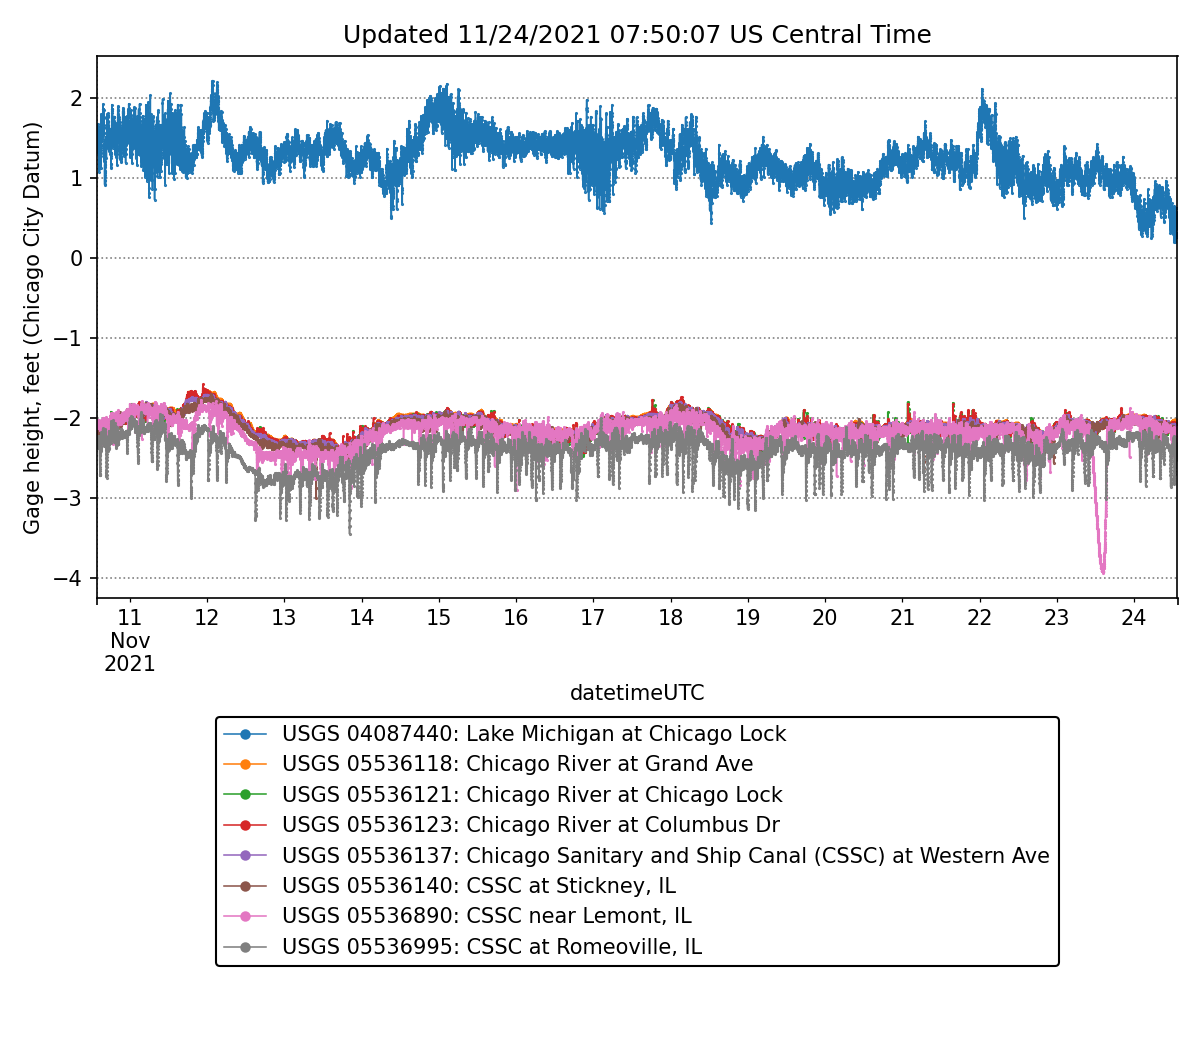 Updated 11/24/2021 07:50:07 US Central Time
Gage height, feet (Chicago City Datum)
2
1
0
−1
−2
−3
−4
11 12 13 14 15 16 17 18 19 20 21 22 23 24
Nov
2021
datetimeUTC
USGS 04087440: Lake Michigan at Chicago Lock
USGS 05536118: Chicago River at Grand Ave
USGS 05536121: Chicago River at Chicago Lock
USGS 05536123: Chicago River at Columbus Dr
USGS 05536137: Chicago Sanitary and Ship Canal (CSSC) at Western Ave
USGS 05536140: CSSC at Stickney, IL
USGS 05536890: CSSC near Lemont, IL
USGS 05536995: CSSC at Romeoville, IL